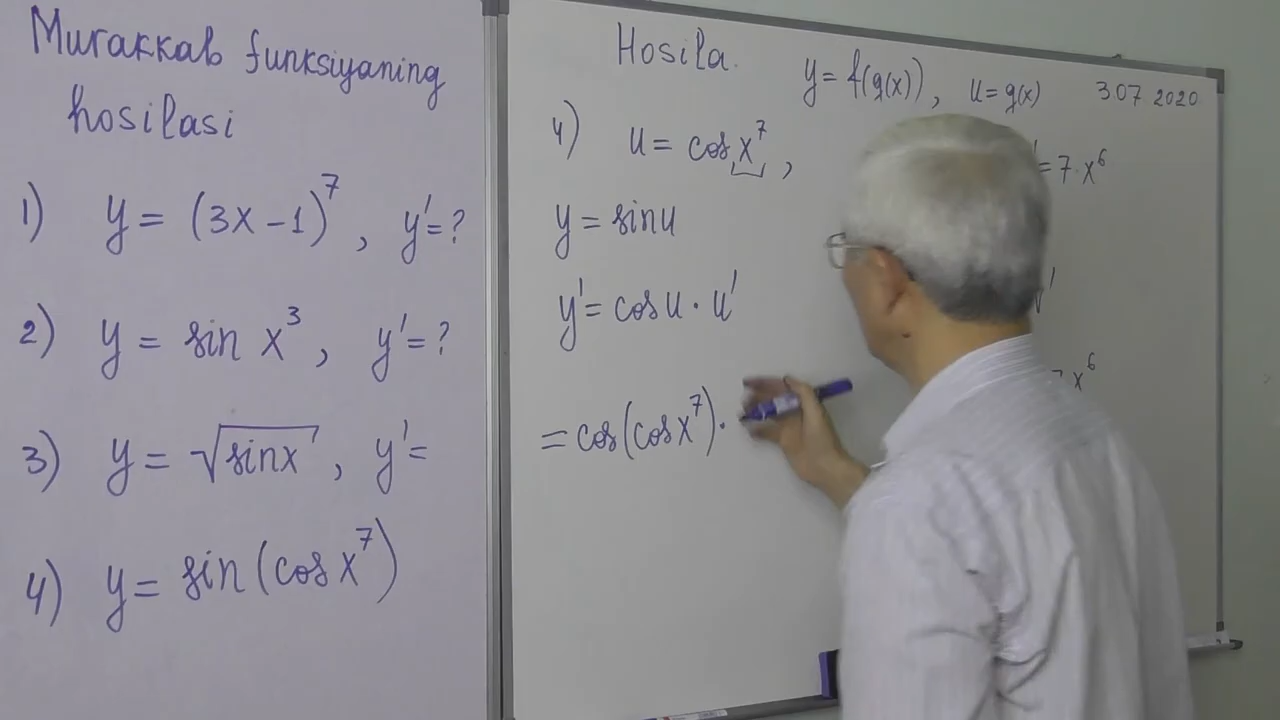 Murakkab funksiyaning
hosilasi
1) y = (3x-1)⁷, y' = ?
2) y = sin x³, y' = ?
3) y = √sinx, y' =
4) y = sin(cos x⁷)
Hosila.
y = f(g(x)), u = g(x)
3.07 2020
4) u = cos x⁷,
= 7·x⁶
y = sin u
y' = cos u · u'
x⁶
= cos(cos x⁷) ·